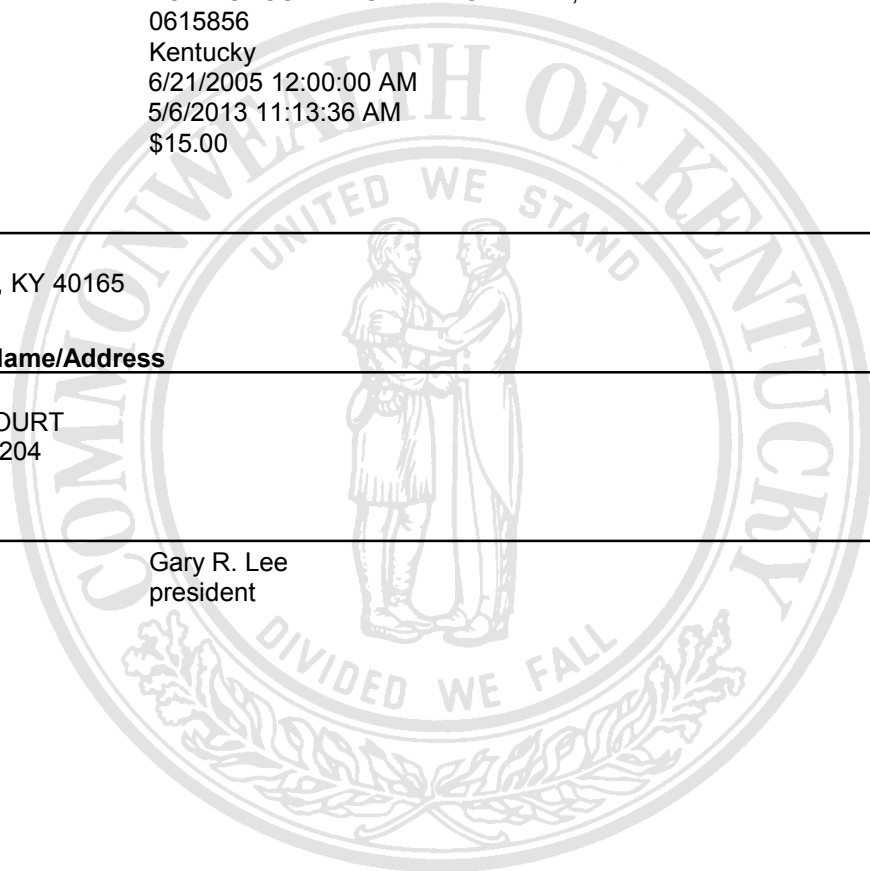 0615856
Kentucky
6/21/2005 12:00:00 AM
5/6/2013 11:13:36 AM
$15.00
COMMONWEALTH OF KENTUCKY
UNITED WE STAND
, KY 40165
Name/Address
OURT
204
Gary R. Lee
president
DIVIDED WE FALL